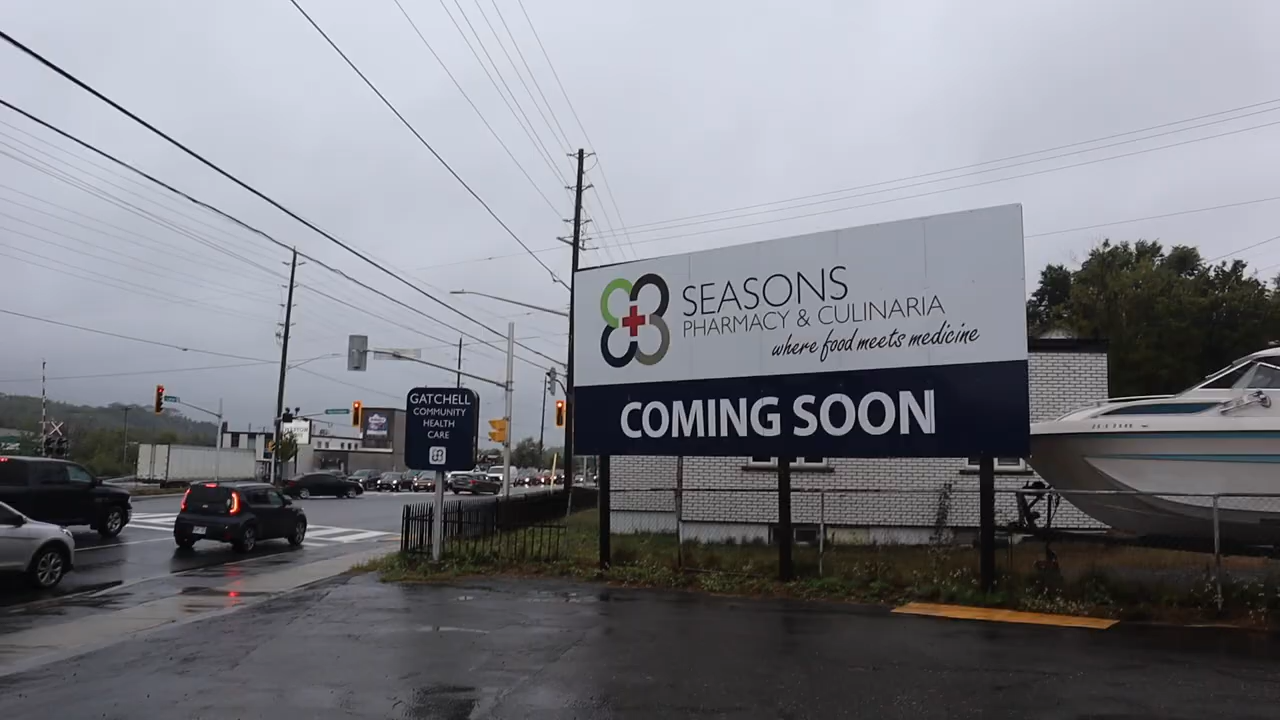 SEASONS
PHARMACY & CULINARIA
where food meets medicine
COMING SOON
GATCHELL
COMMUNITY
HEALTH
CARE